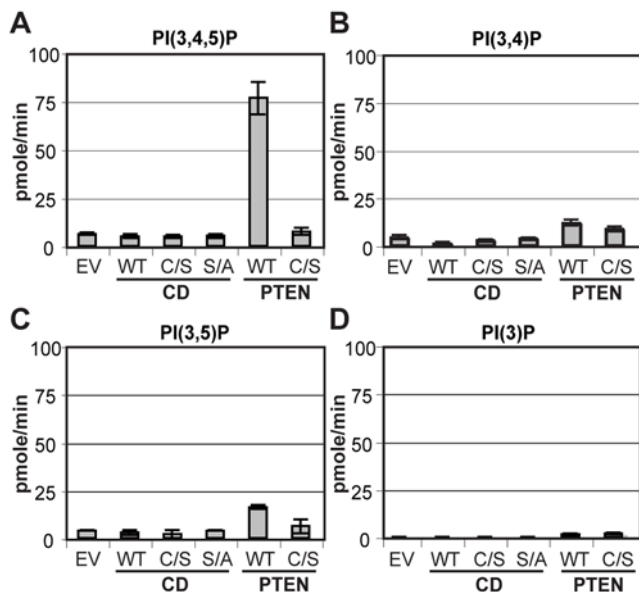 A
PI(3,4,5)P
pmole/min
100
75
50
25
0
EV WT C/S S/A WT C/S
CD PTEN
B
PI(3,4)P
pmole/min
100
75
50
25
0
EV WT C/S S/A WT C/S
CD PTEN
C
PI(3,5)P
pmole/min
100
75
50
25
0
EV WT C/S S/A WT C/S
CD PTEN
D
PI(3)P
pmole/min
100
75
50
25
0
EV WT C/S S/A WT C/S
CD PTEN